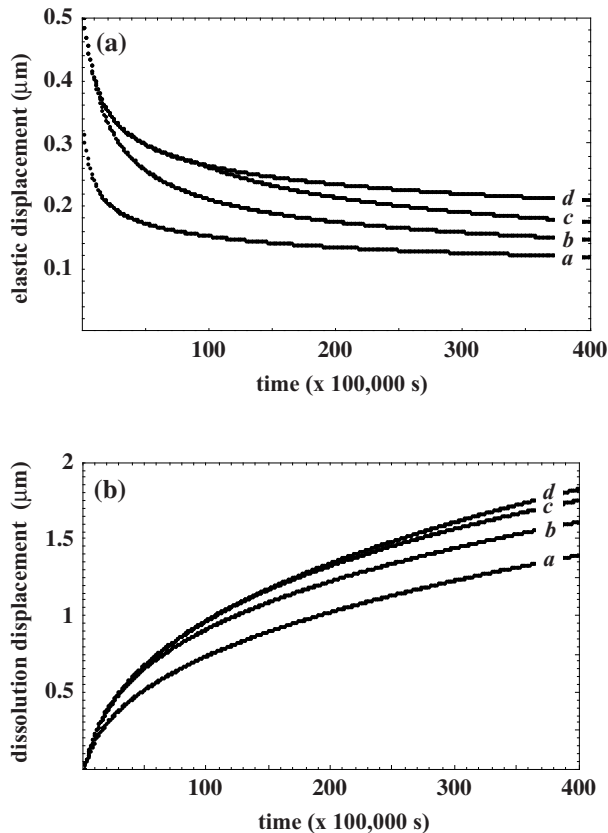 (a)
elastic displacement (μm)
0.5
0.4
0.3
0.2
0.1
d
c
b
a
100 200 300 400
time (x 100,000 s)
(b)
dissolution displacement (μm)
2
1.5
1
0.5
d
c
b
a
100 200 300 400
time (x 100,000 s)